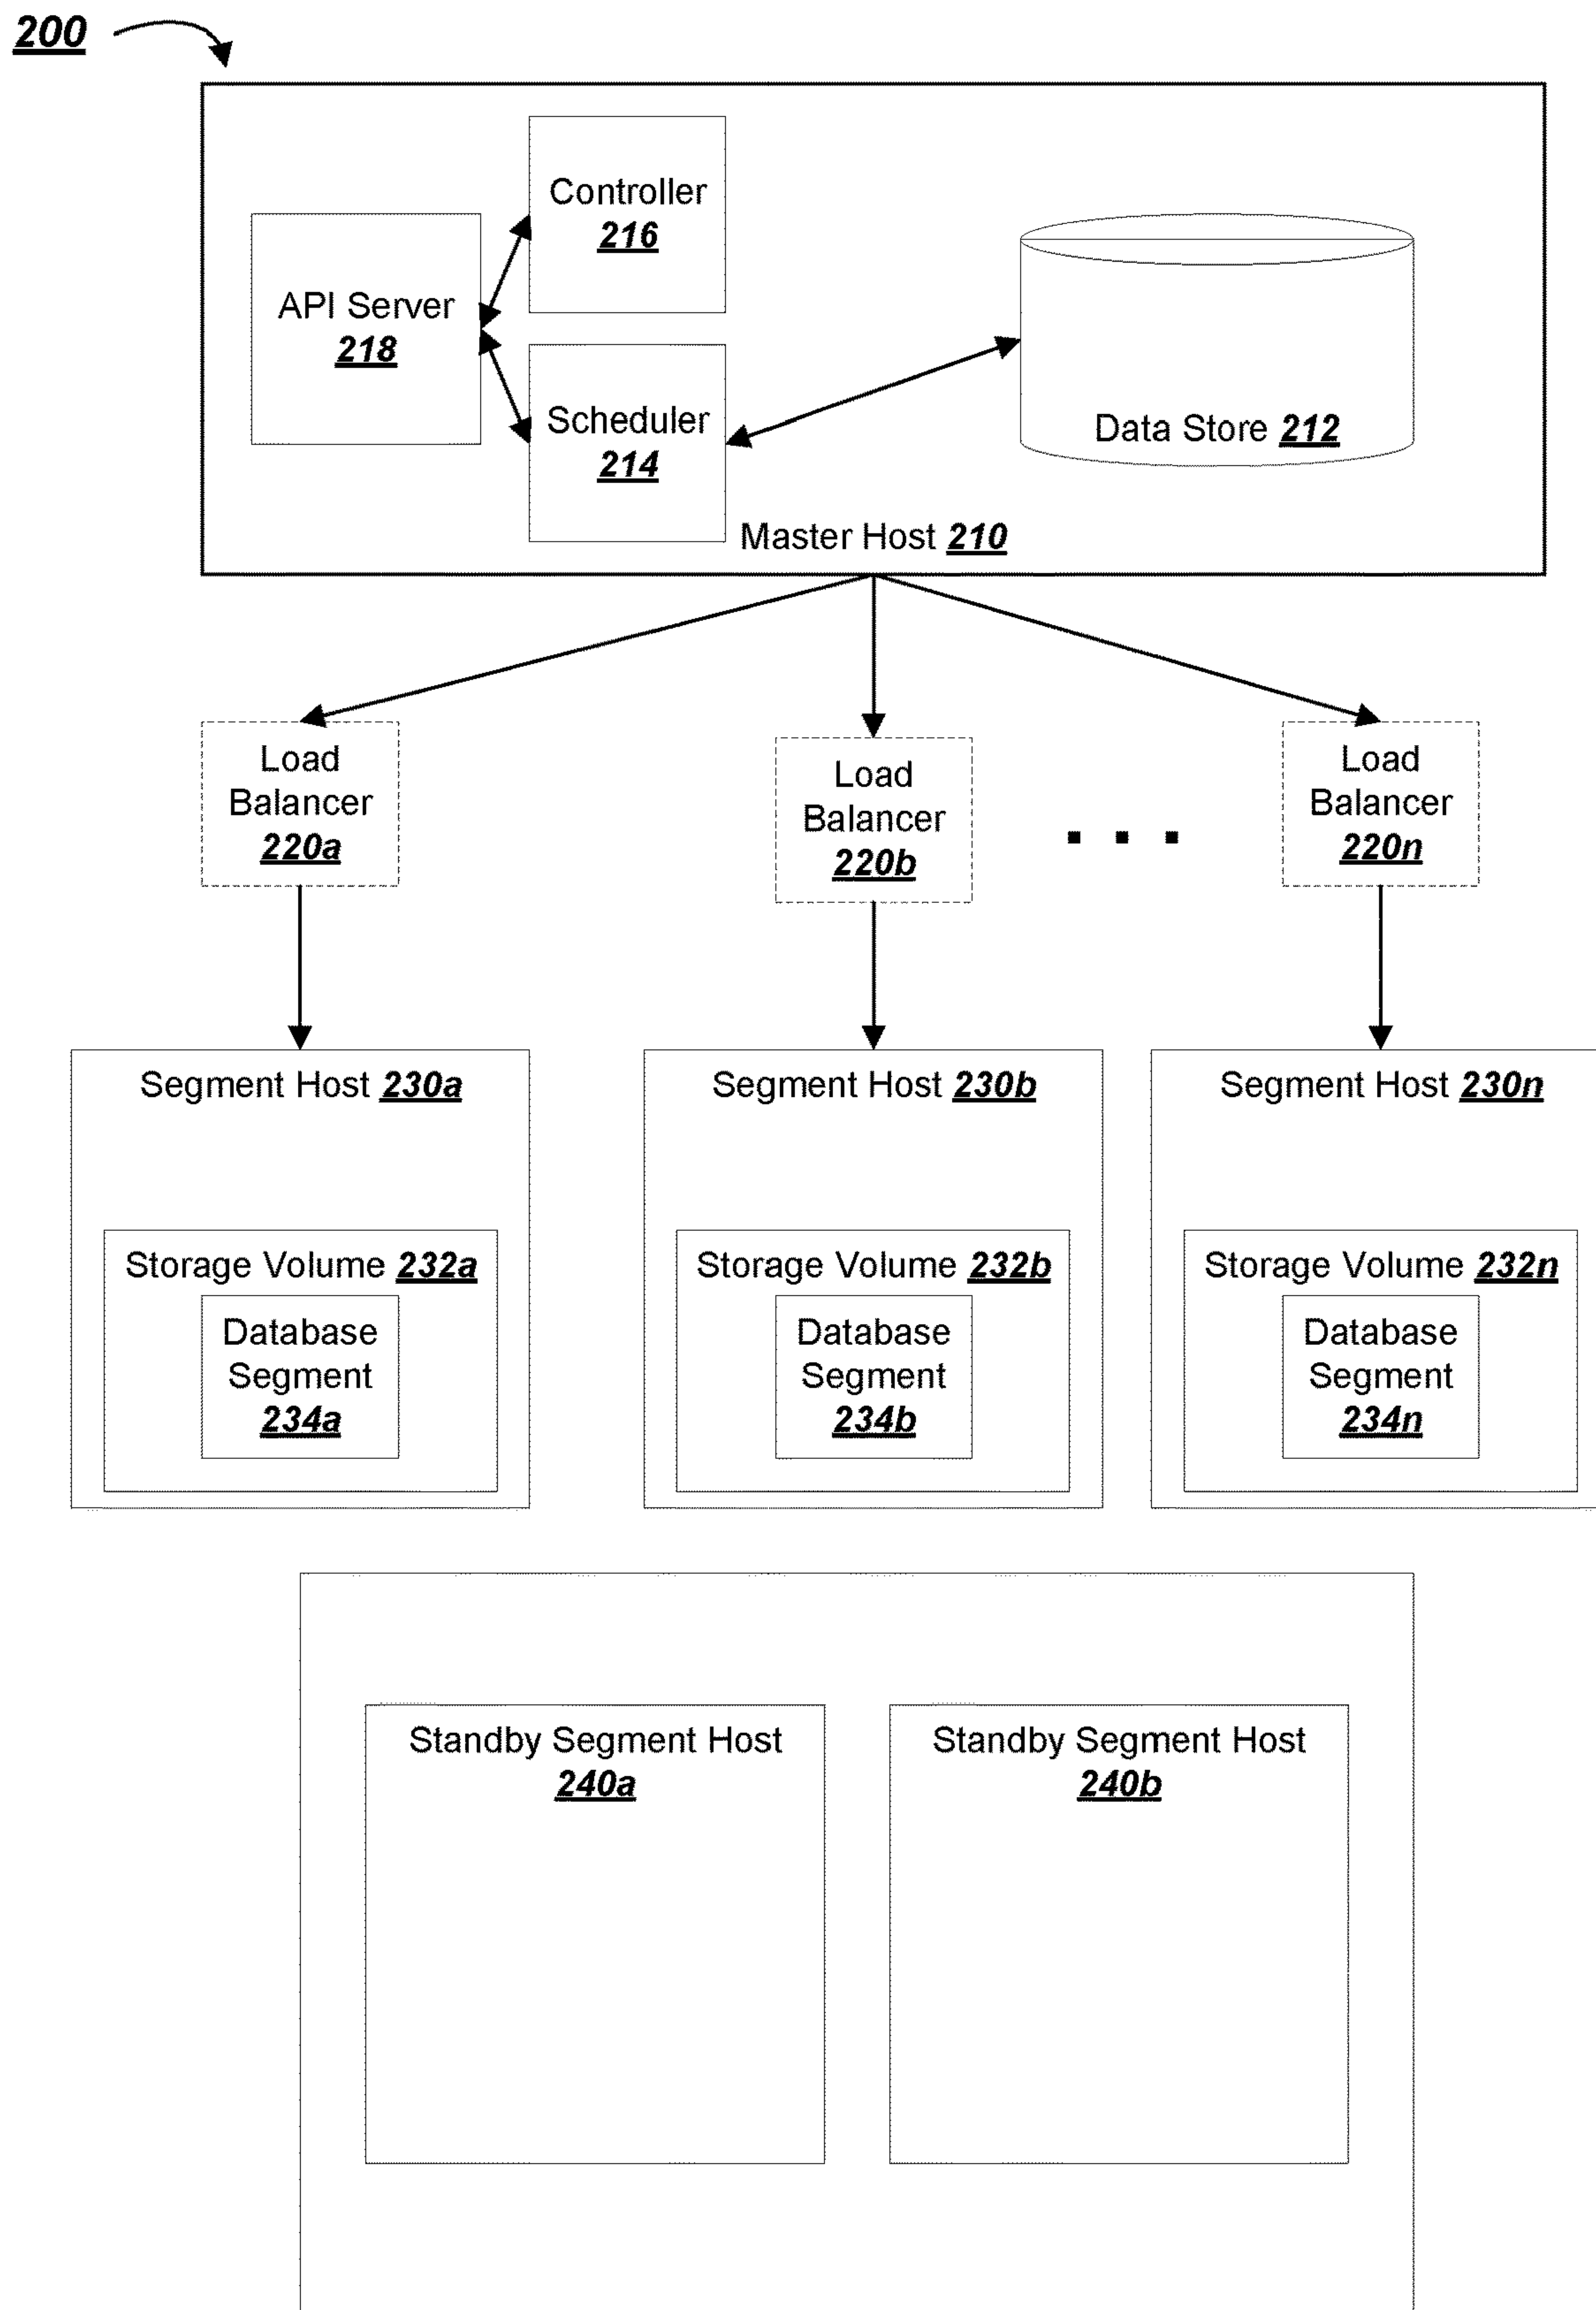 200
Controller
216
API Server
218
Scheduler
214
Data Store 212
Master Host 210
Load
Balancer
220a
Load
Balancer
220b
. . .
Load
Balancer
220n
Segment Host 230a
Storage Volume 232a
Database
Segment
234a
Segment Host 230b
Storage Volume 232b
Database
Segment
234b
Segment Host 230n
Storage Volume 232n
Database
Segment
234n
Standby Segment Host
240a
Standby Segment Host
240b